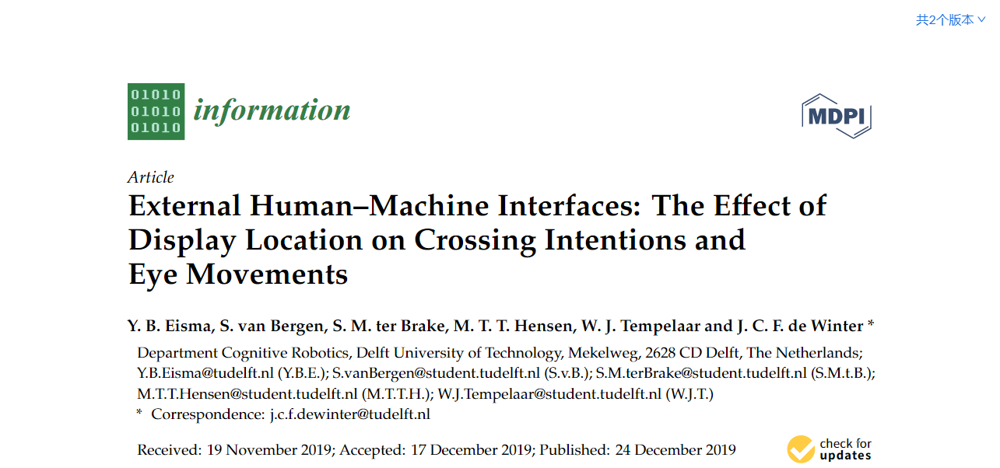 共2个版本
01010
01010
01010
information
MDPI
Article
External Human–Machine Interfaces: The Effect of
Display Location on Crossing Intentions and
Eye Movements
Y. B. Eisma, S. van Bergen, S. M. ter Brake, M. T. T. Hensen, W. J. Tempelaar and J. C. F. de Winter *
Department Cognitive Robotics, Delft University of Technology, Mekelweg, 2628 CD Delft, The Netherlands;
Y.B.Eisma@tudelft.nl (Y.B.E.); S.vanBergen@student.tudelft.nl (S.v.B.); S.M.terBrake@student.tudelft.nl (S.M.t.B.);
M.T.T.Hensen@student.tudelft.nl (M.T.T.H.); W.J.Tempelaar@student.tudelft.nl (W.J.T.)
* Correspondence: j.c.f.dewinter@tudelft.nl
Received: 19 November 2019; Accepted: 17 December 2019; Published: 24 December 2019
check for
updates